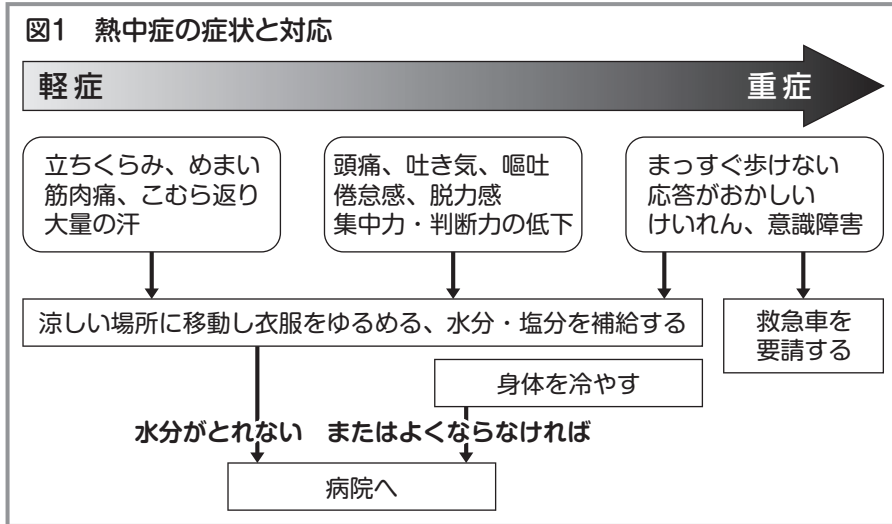 図1 熱中症の症状と対応
軽症
重症
立ちくらみ、めまい
筋肉痛、こむら返り
大量の汗
頭痛、吐き気、嘔吐
倦怠感、脱力感
集中力・判断力の低下
まっすぐ歩けない
応答がおかしい
けいれん、意識障害
涼しい場所に移動し衣服をゆるめる、水分・塩分を補給する
救急車を
要請する
身体を冷やす
水分がとれない またはよくならなければ
病院へ